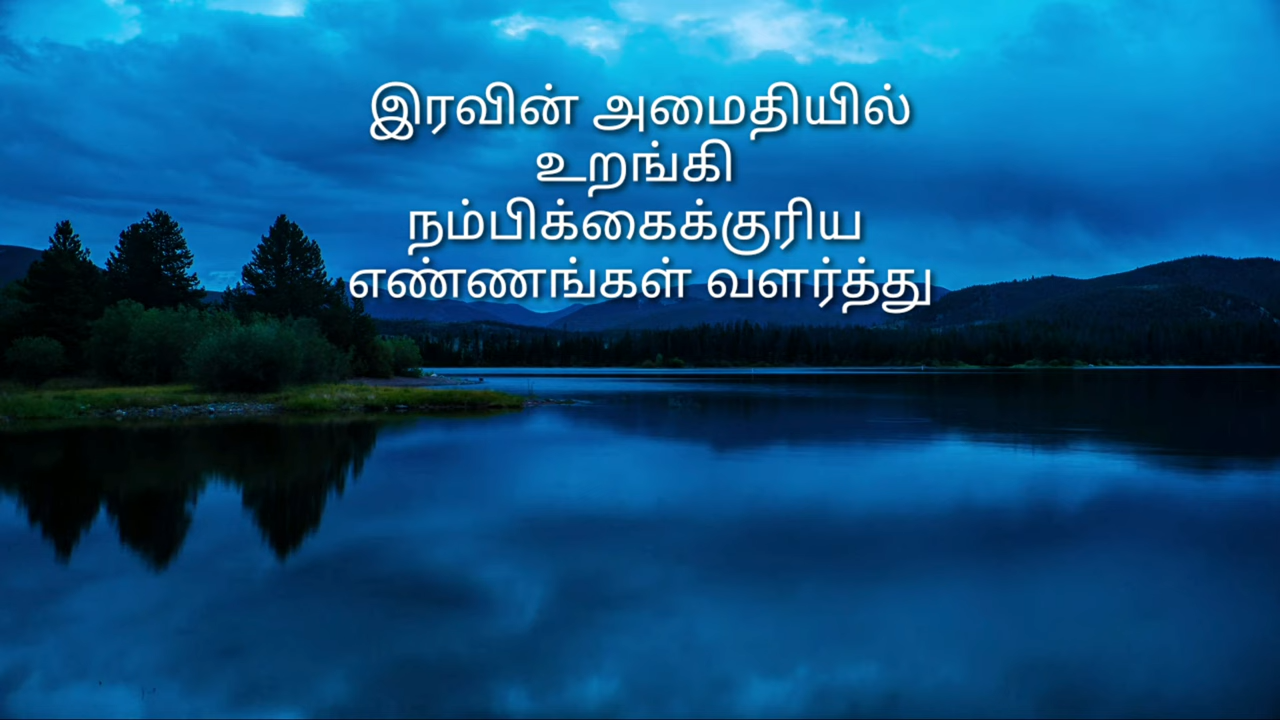 இரவின் அமைதியில்
உறங்கி
நம்பிக்கைக்குரிய
எண்ணங்கள் வளர்த்து